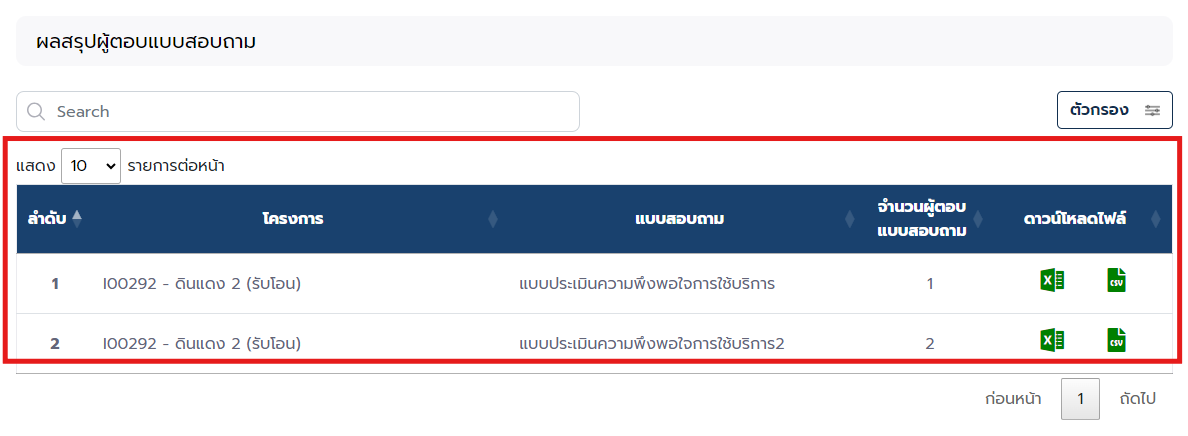 ผลสรุปผู้ตอบแบบสอบถาม
Search
ตัวกรอง
แสดง 10 รายการต่อหน้า
ลำดับ โครงการ แบบสอบถาม จำนวนผู้ตอบ ดาวน์โหลดไฟล์
แบบสอบถาม
1 I00292 - ดินแดง 2 (รับโอน) แบบประเมินความพึงพอใจการใช้บริการ 1 X CSV
2 I00292 - ดินแดง 2 (รับโอน) แบบประเมินความพึงพอใจการใช้บริการ2 2 X CSV
ก่อนหน้า 1 ถัดไป